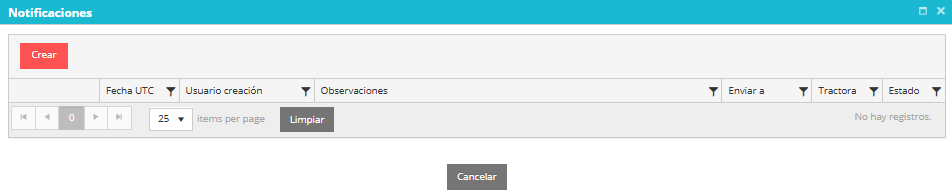 Notificaciones
Crear
Fecha UTC Usuario creación Observaciones Enviar a Tractora Estado
0 25 items per page Limpiar No hay registros.
Cancelar